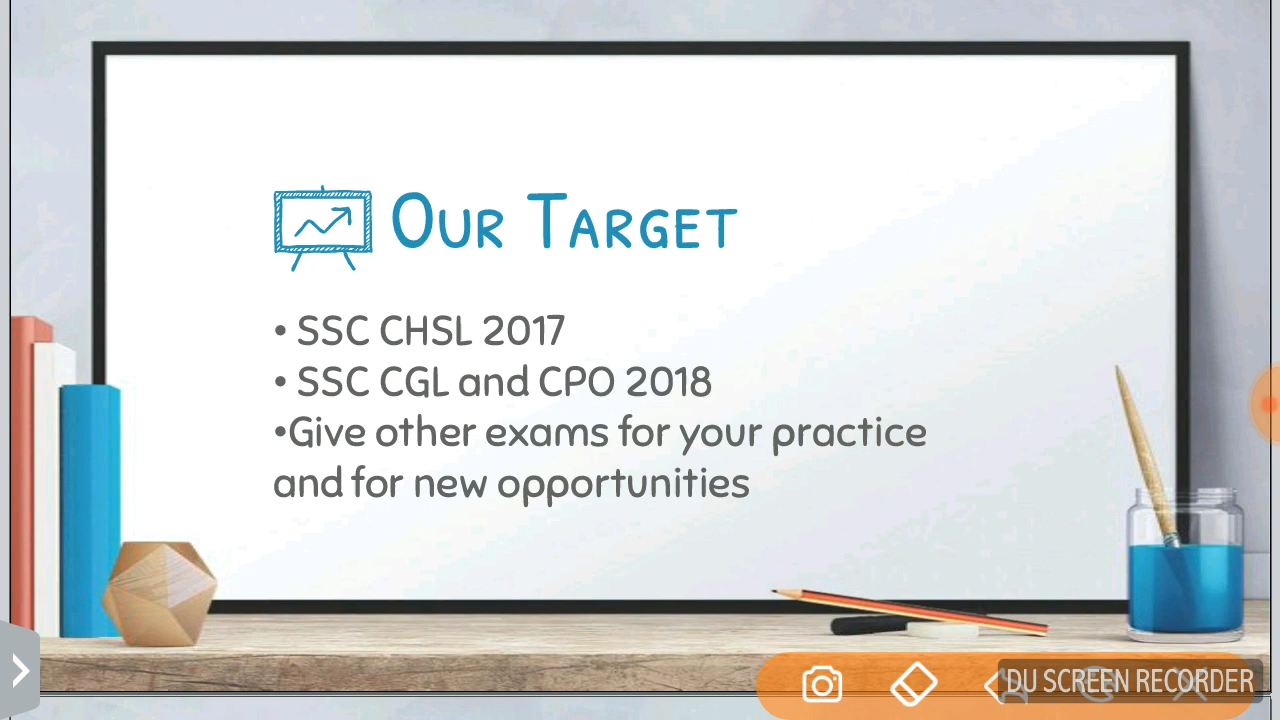 Our Target
• SSC CHSL 2017
• SSC CGL and CPO 2018
•Give other exams for your practice
and for new opportunities
DU SCREEN RECORDER